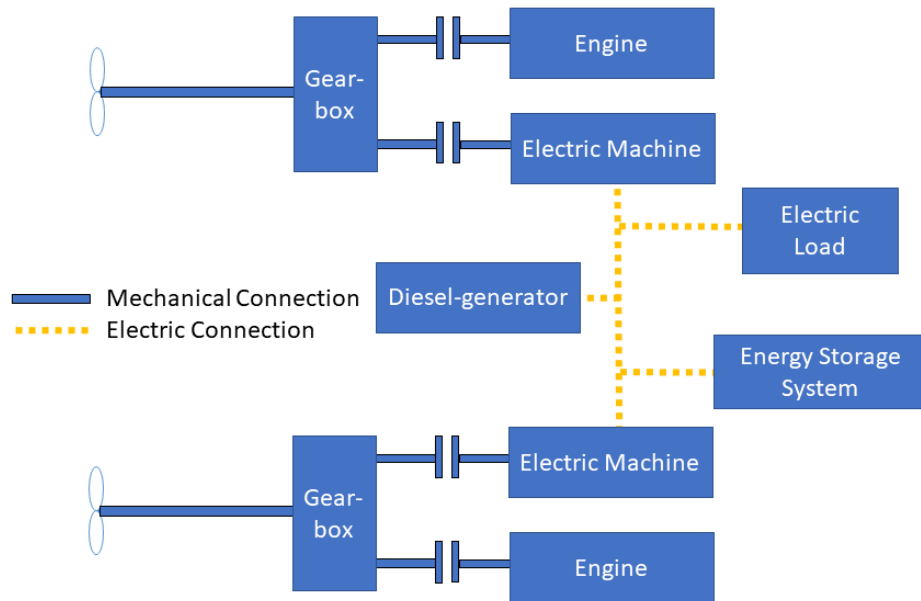 Engine
Gear-
box
Electric Machine
Electric
Load
Diesel-generator
Mechanical Connection
Electric Connection
Energy Storage
System
Electric Machine
Gear-
box
Engine